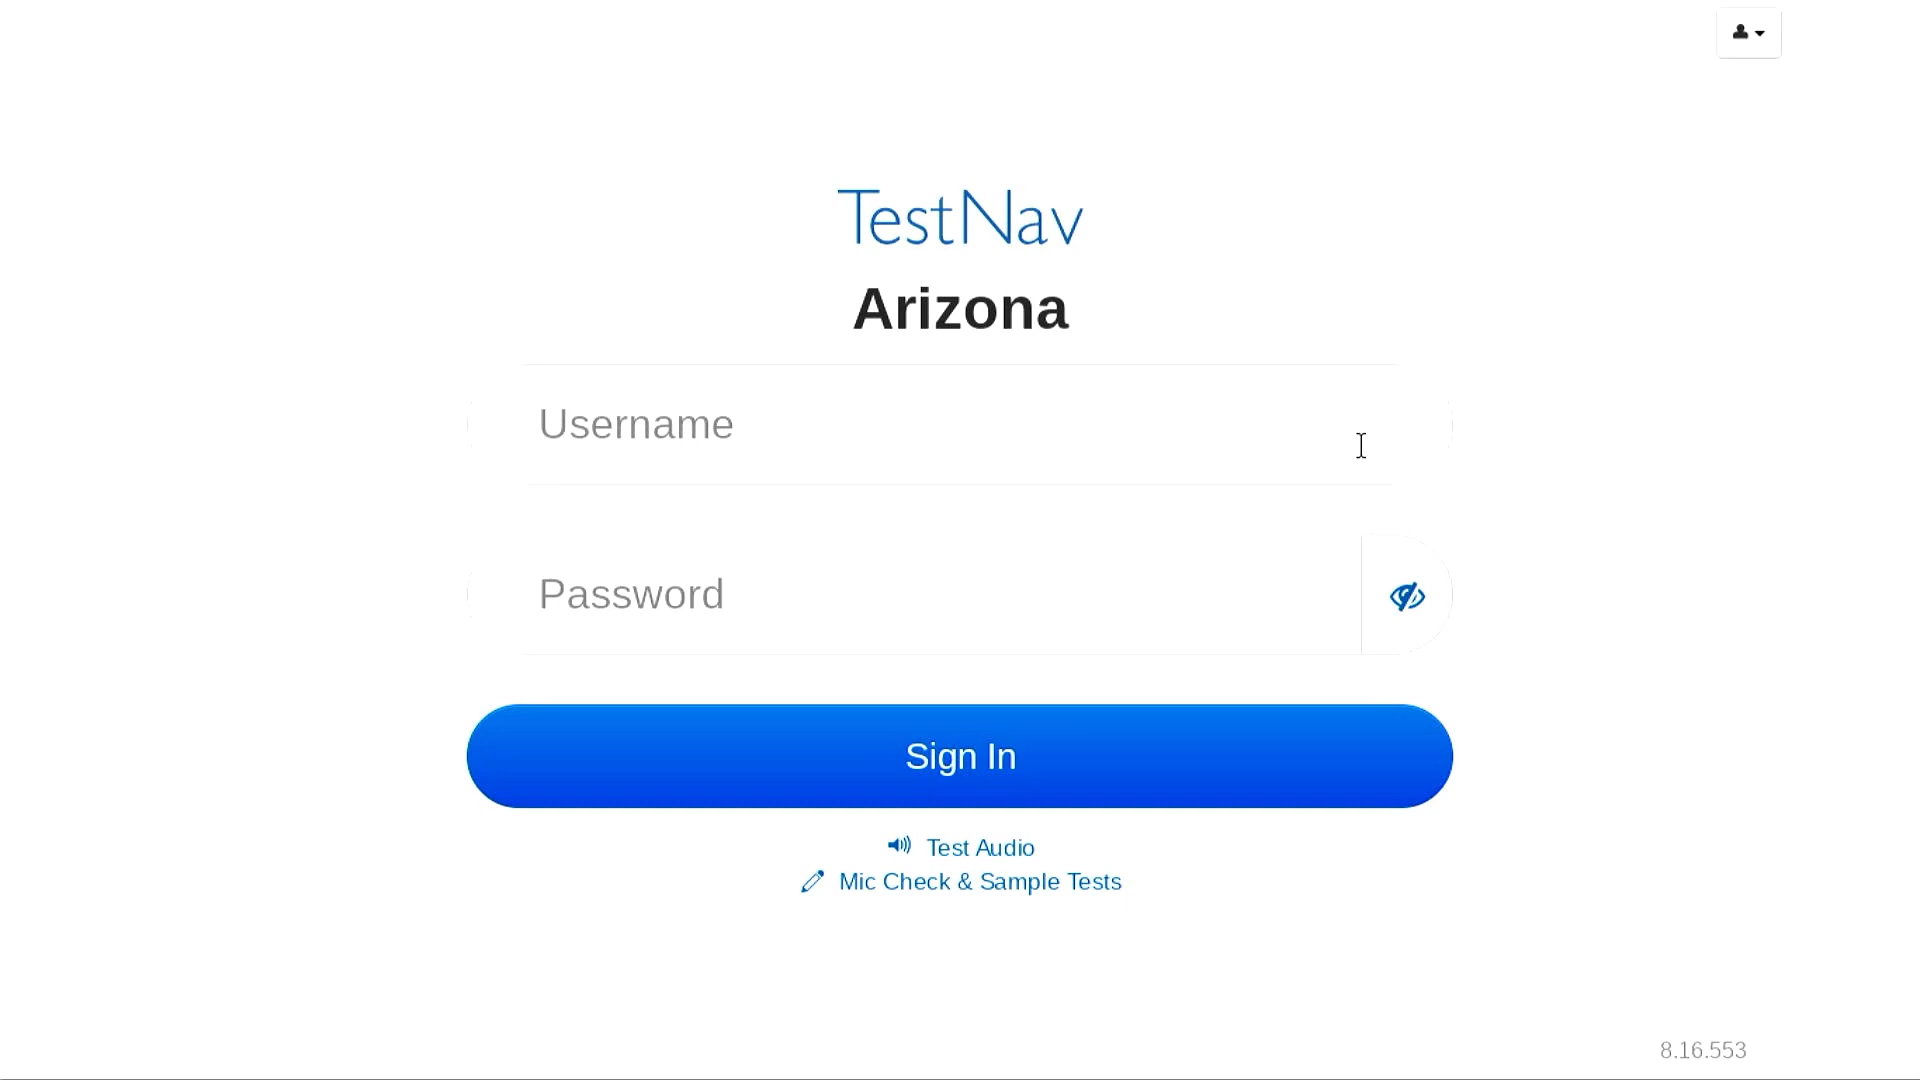 TestNav
Arizona
Username
Password
Sign In
Test Audio
Mic Check & Sample Tests
8.16.553